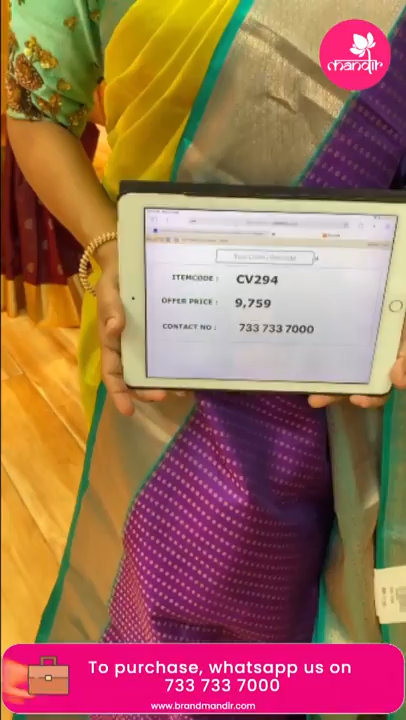 mandir
ITEMCODE : CV294
OFFER PRICE : 9,759
CONTACT NO : 733 733 7000
To purchase, whatsapp us on
733 733 7000
www.brandmandir.com